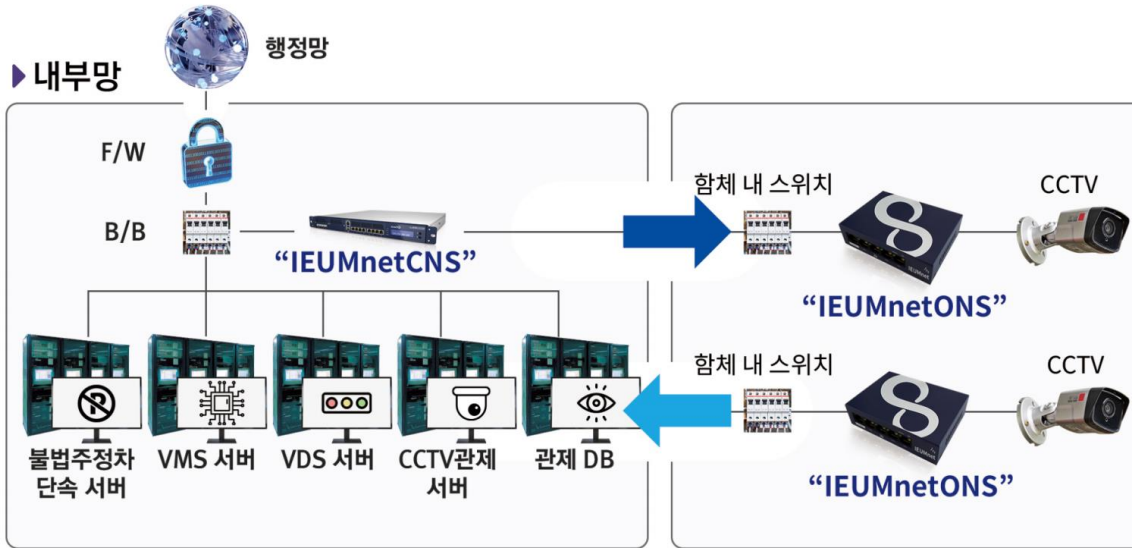 행정망
내부망
F/W
B/B
“IEUMnetCNS”
불법주정차
단속 서버
VMS 서버
VDS 서버
CCTV관제
서버
관제 DB
함체 내 스위치
CCTV
IEUMnet
“IEUMnetONS”
함체 내 스위치
CCTV
IEUMnet
“IEUMnetONS”